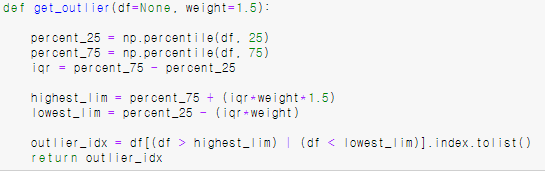 def get_outlier(df=None, weight=1.5):
percent_25 = np.percentile(df, 25)
percent_75 = np.percentile(df, 75)
iqr = percent_75 - percent_25
highest_lim = percent_75 + (iqr*weight*1.5)
lowest_lim = percent_25 - (iqr*weight)
outlier_idx = df[(df > highest_lim) | (df < lowest_lim)].index.tolist()
return outlier_idx